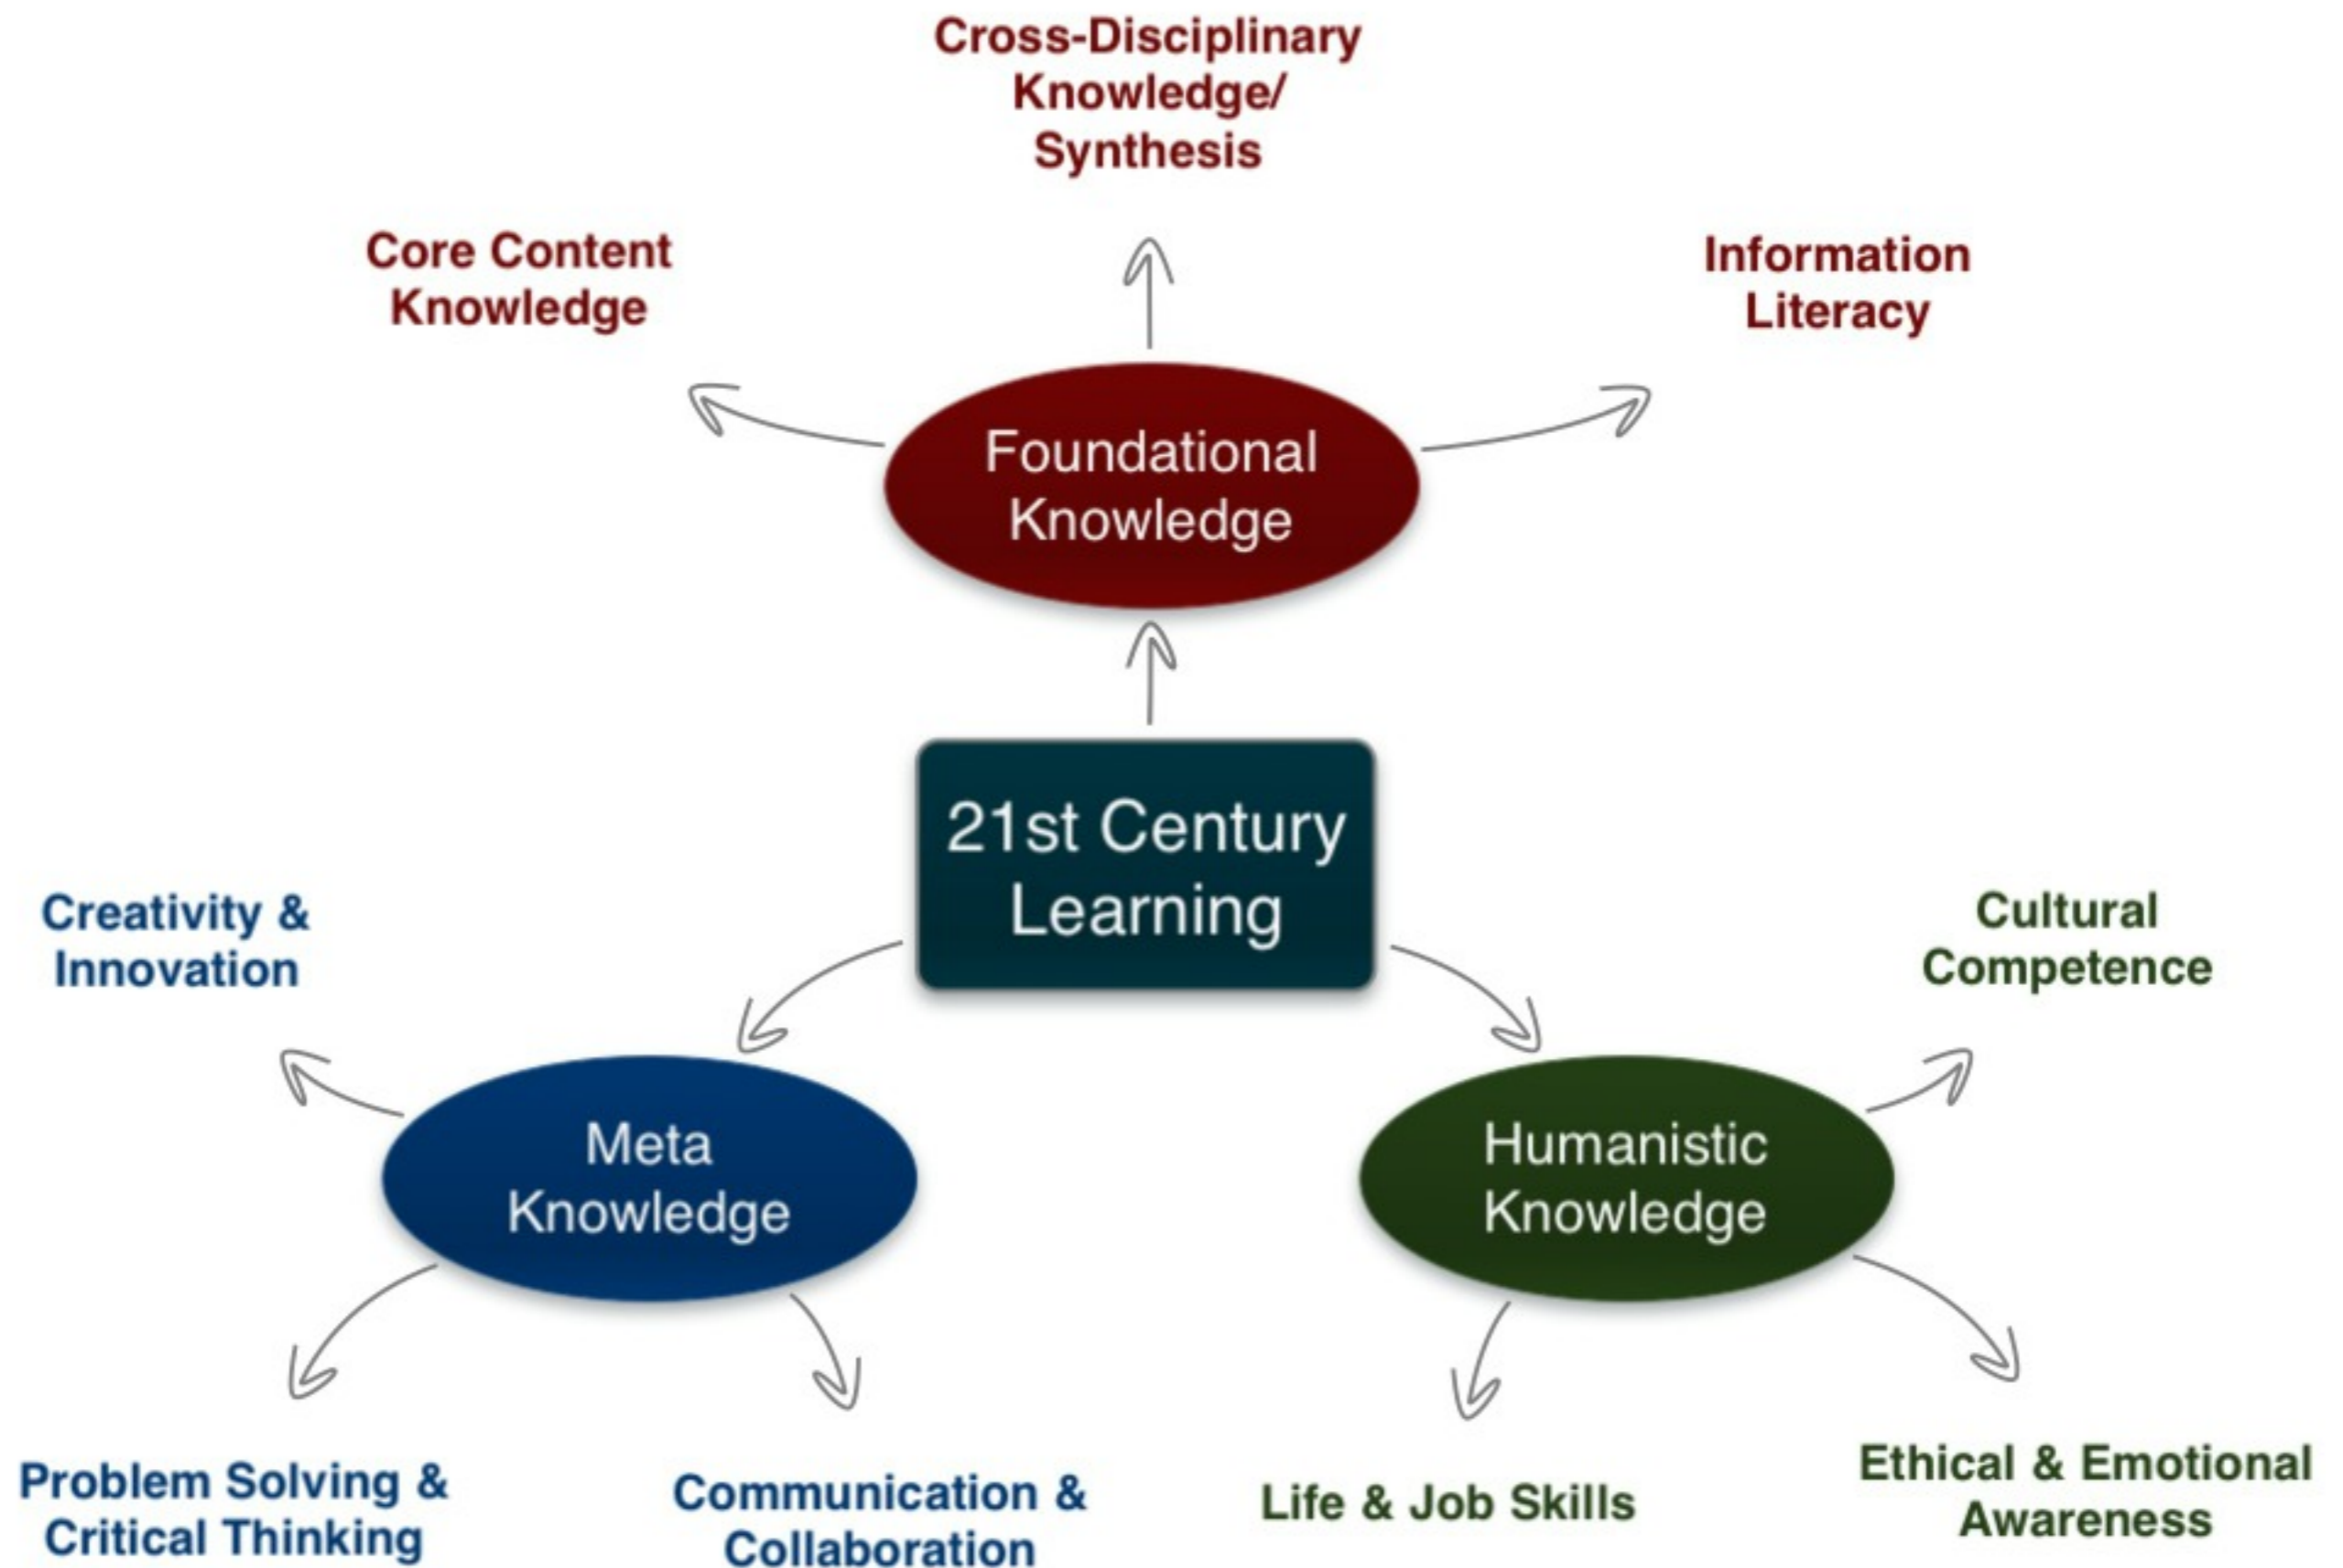 Cross-Disciplinary
Knowledge/
Synthesis
Core Content
Knowledge
Information
Literacy
Foundational
Knowledge
21st Century
Learning
Creativity &
Innovation
Cultural
Competence
Meta
Knowledge
Humanistic
Knowledge
Problem Solving &
Critical Thinking
Communication &
Collaboration
Life & Job Skills
Ethical & Emotional
Awareness